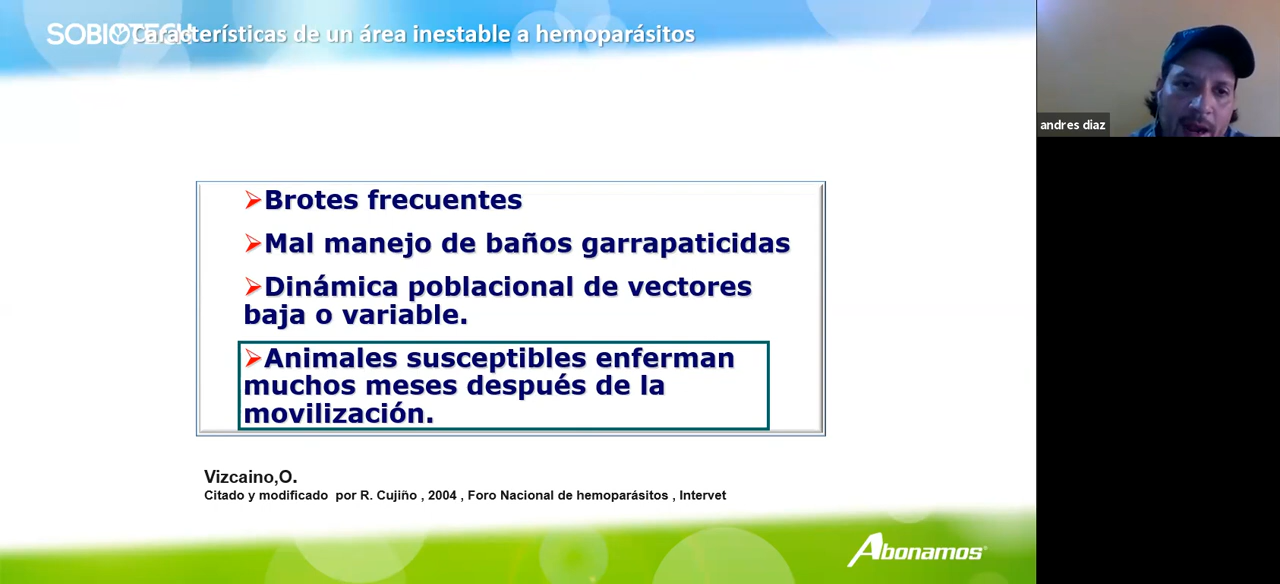 SOBIOTECH
Características de un área inestable a hemoparásitos
andres diaz
➢Brotes frecuentes
➢Mal manejo de baños garrapaticidas
➢Dinámica poblacional de vectores
baja o variable.
➢Animales susceptibles enferman
muchos meses después de la
movilización.
Vizcaino,O.
Citado y modificado por R. Cujiño , 2004 , Foro Nacional de hemoparásitos , Intervet
Abonamos®